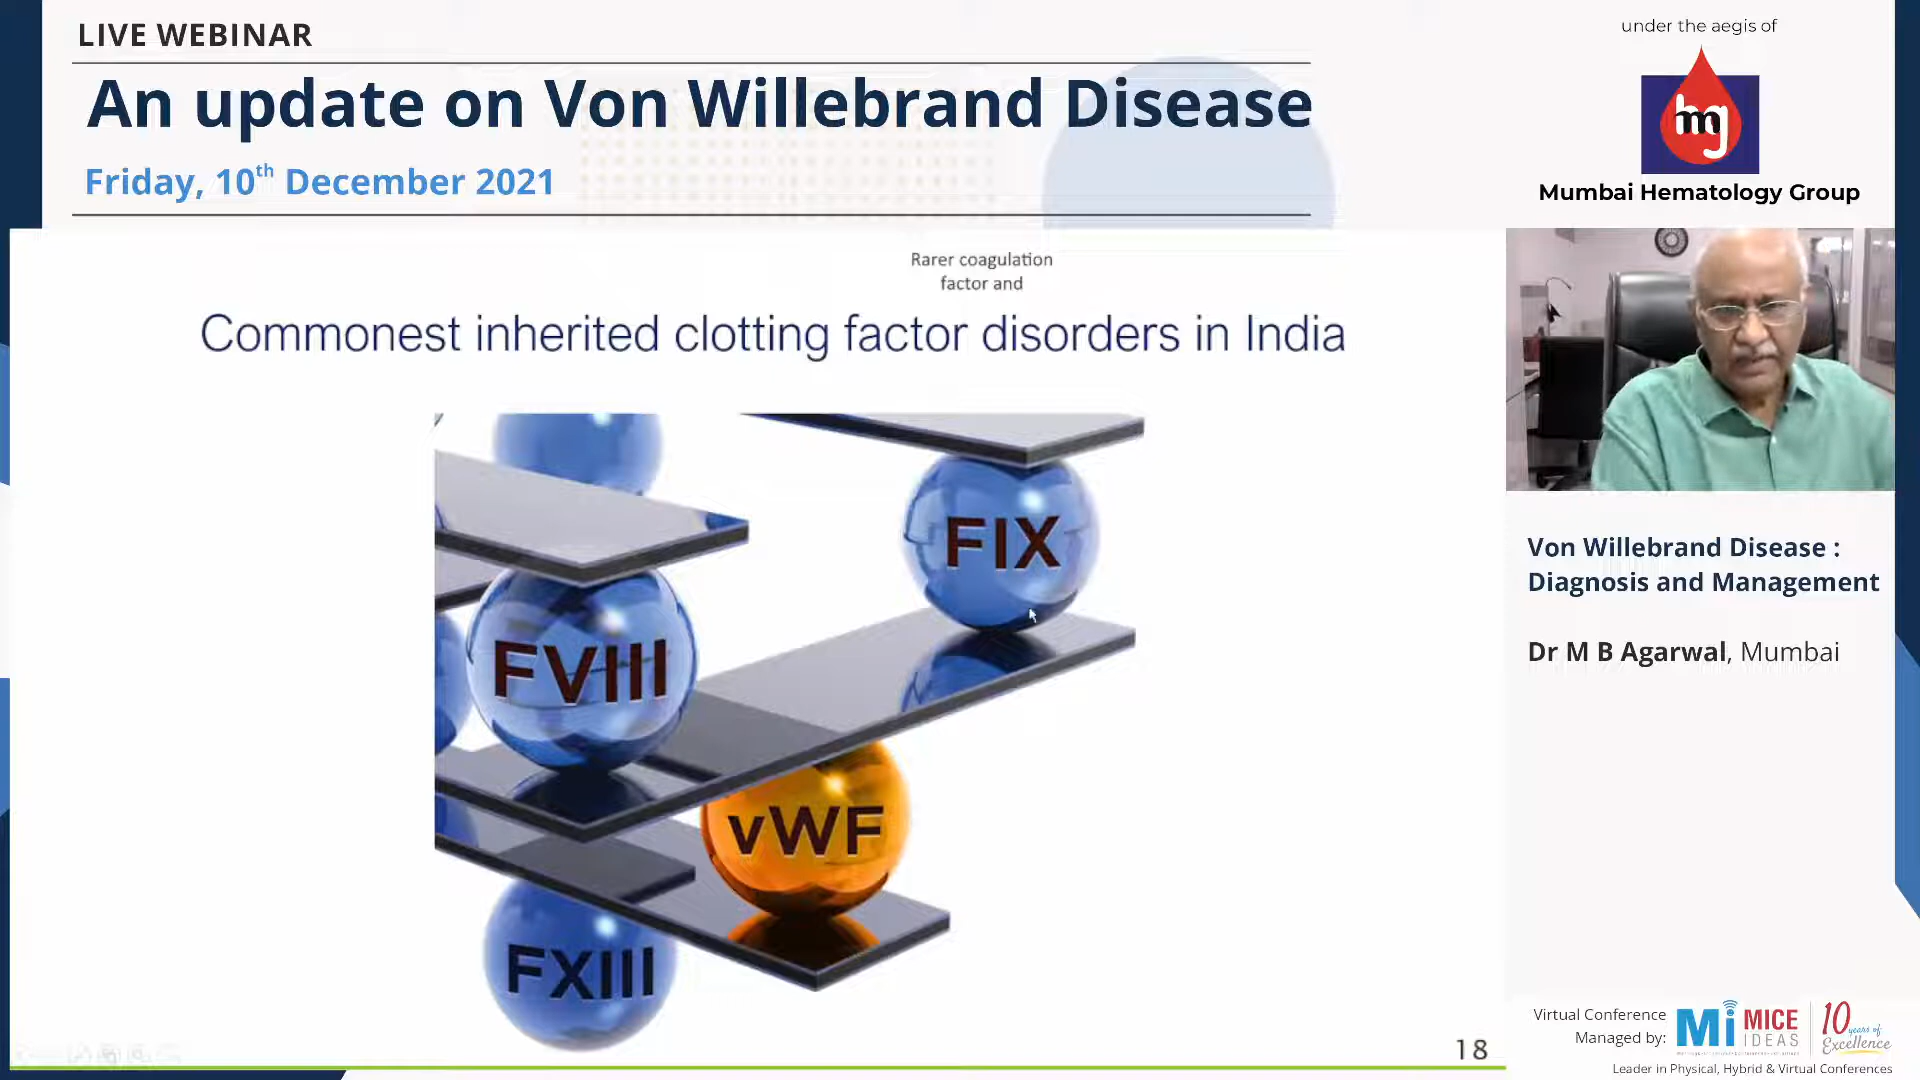 LIVE WEBINAR
An update on Von Willebrand Disease
Friday, 10th December 2021
under the aegis of
hmg
Mumbai Hematology Group
Rarer coagulation
factor and
Commonest inherited clotting factor disorders in India
FIX
FVIII
vWF
FXIII
18
Von Willebrand Disease :
Diagnosis and Management
Dr M B Agarwal, Mumbai
Virtual Conference
Managed by:
Mi MICE
IDEAS
10 years of
Excellence
Leader in Physical, Hybrid & Virtual Conferences